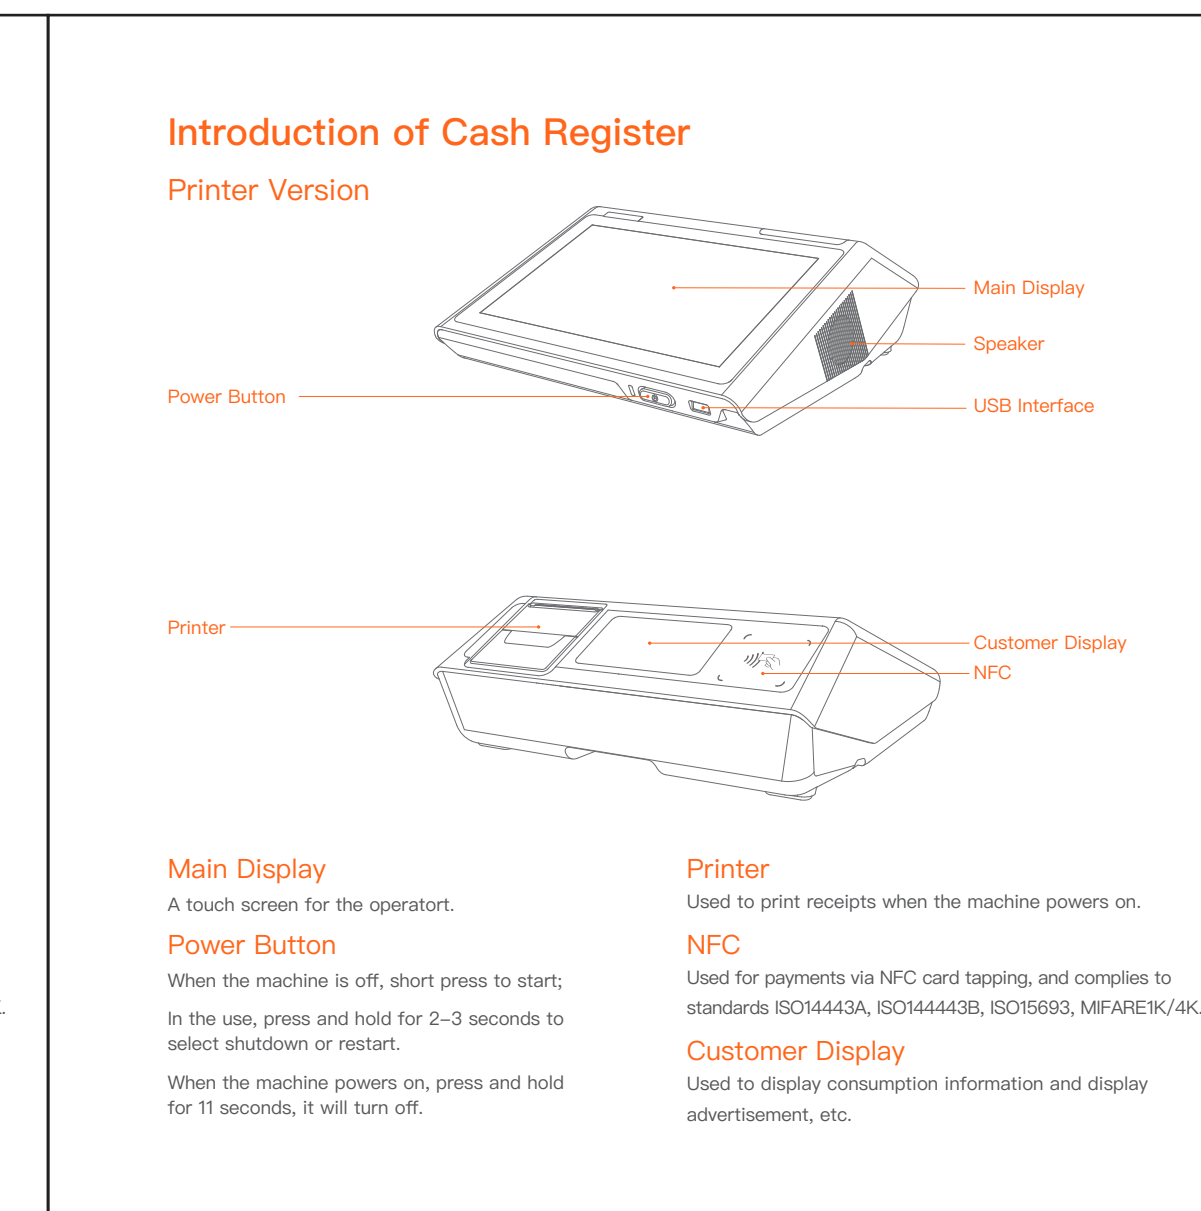 Introduction of Cash Register
Printer Version
Main Display
Speaker
Power Button
USB Interface
Printer
Customer Display
NFC
Main Display
A touch screen for the operatort.
Power Button
When the machine is off, short press to start;
In the use, press and hold for 2–3 seconds to
select shutdown or restart.
When the machine powers on, press and hold
for 11 seconds, it will turn off.
Printer
Used to print receipts when the machine powers on.
NFC
Used for payments via NFC card tapping, and complies to
standards ISO14443A, ISO144443B, ISO15693, MIFARE1K/4K.
Customer Display
Used to display consumption information and display
advertisement, etc.